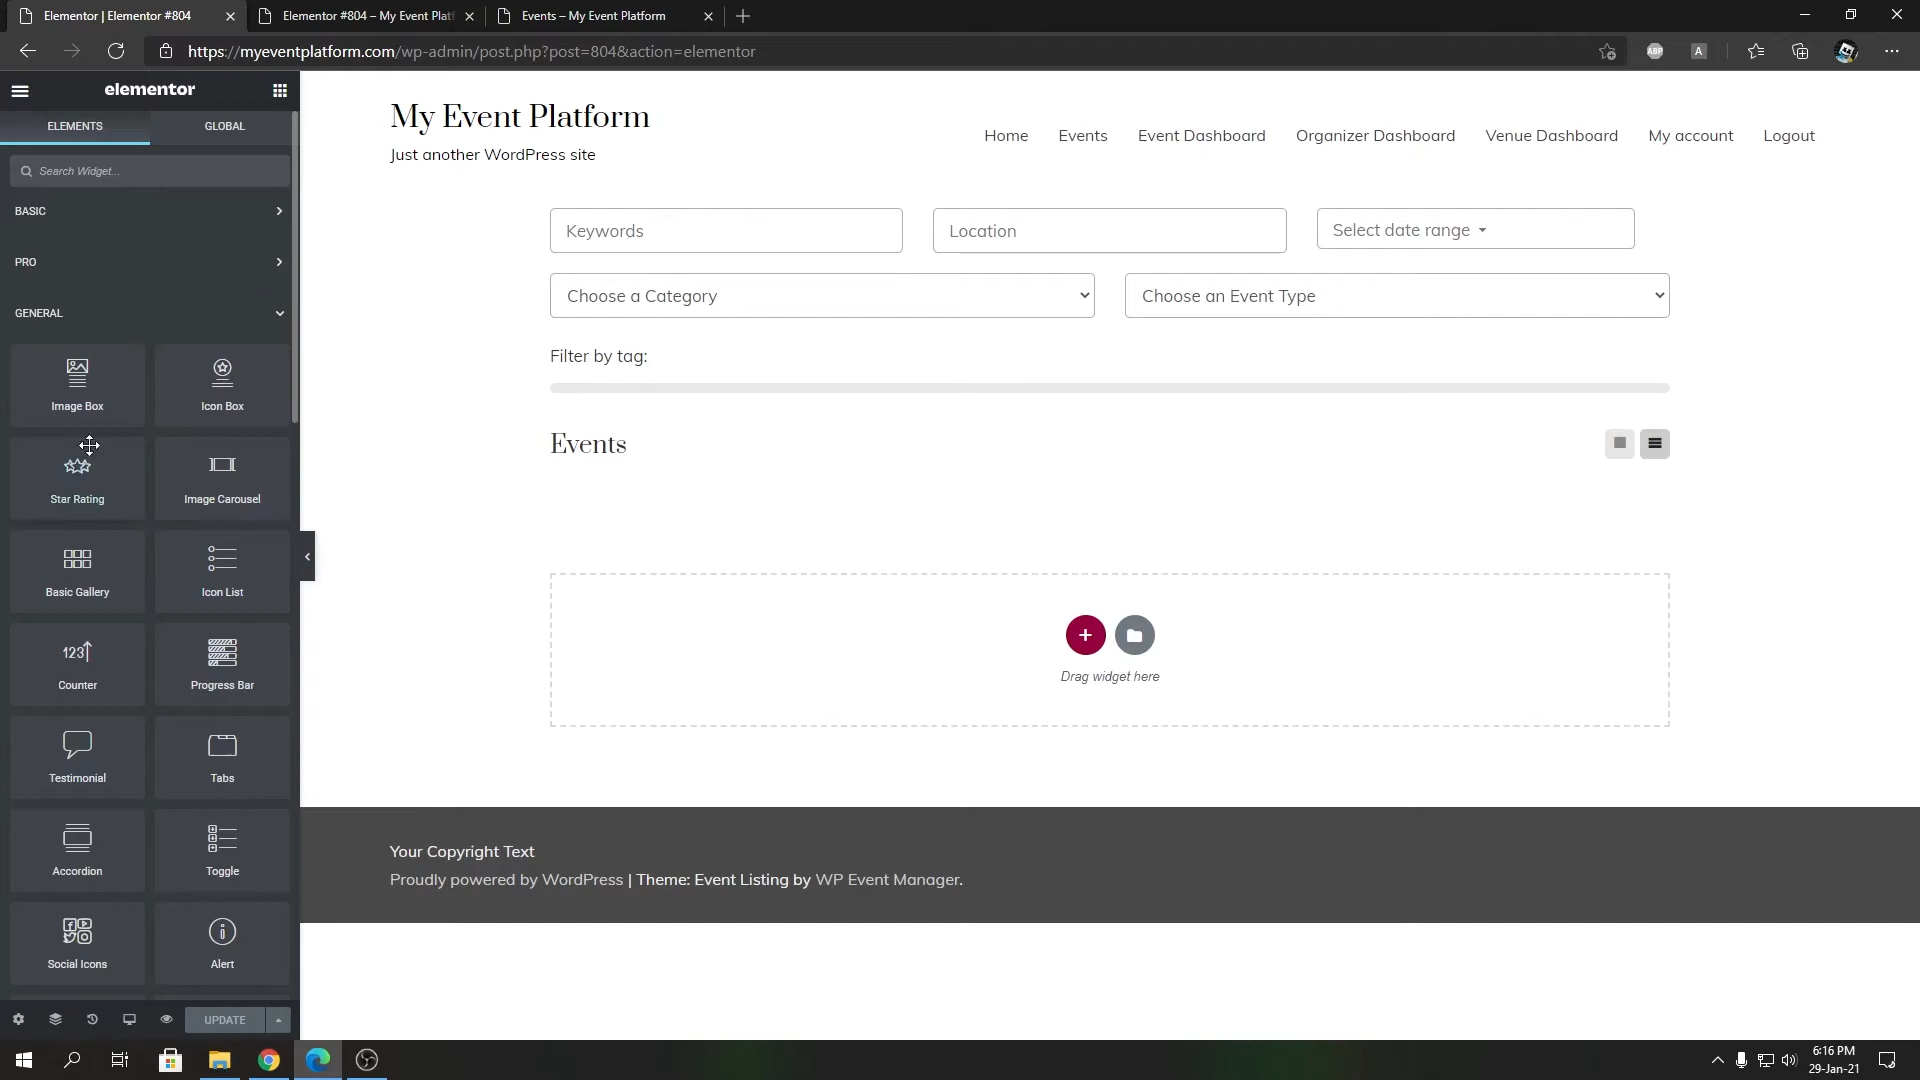 Elementor | Elementor #804
Elementor #804 – My Event Platf
Events – My Event Platform
https://myeventplatform.com/wp-admin/post.php?post=804&action=elementor
ABP
A
elementor
ELEMENTS
GLOBAL
Search Widget...
BASIC
PRO
GENERAL
Image Box
Icon Box
Star Rating
Image Carousel
Basic Gallery
Icon List
123
Counter
Progress Bar
Testimonial
Tabs
Accordion
Toggle
Social Icons
Alert
UPDATE
My Event Platform
Just another WordPress site
Home
Events
Event Dashboard
Organizer Dashboard
Venue Dashboard
My account
Logout
Keywords
Location
Select date range
Choose a Category
Choose an Event Type
Filter by tag:
Events
Drag widget here
Your Copyright Text
Proudly powered by WordPress | Theme: Event Listing by WP Event Manager.
6:16 PM
29-Jan-21